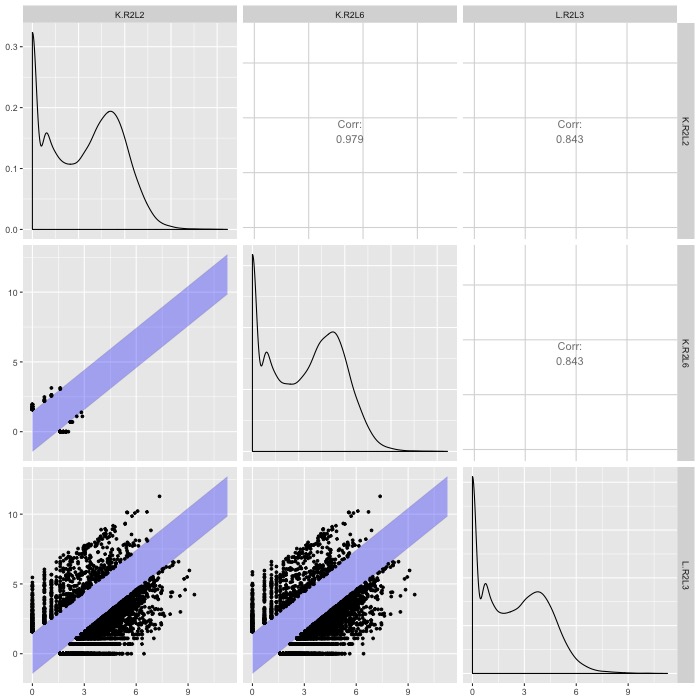 K.R2L2 K.R2L6 L.R2L3
0.3
0.2
0.1
0.0
Corr:
0.979
Corr:
0.843
K.R2L2
10
5
0
Corr:
0.843
K.R2L6
10
5
0
L.R2L3
0 3 6 9 0 3 6 9 0 3 6 9